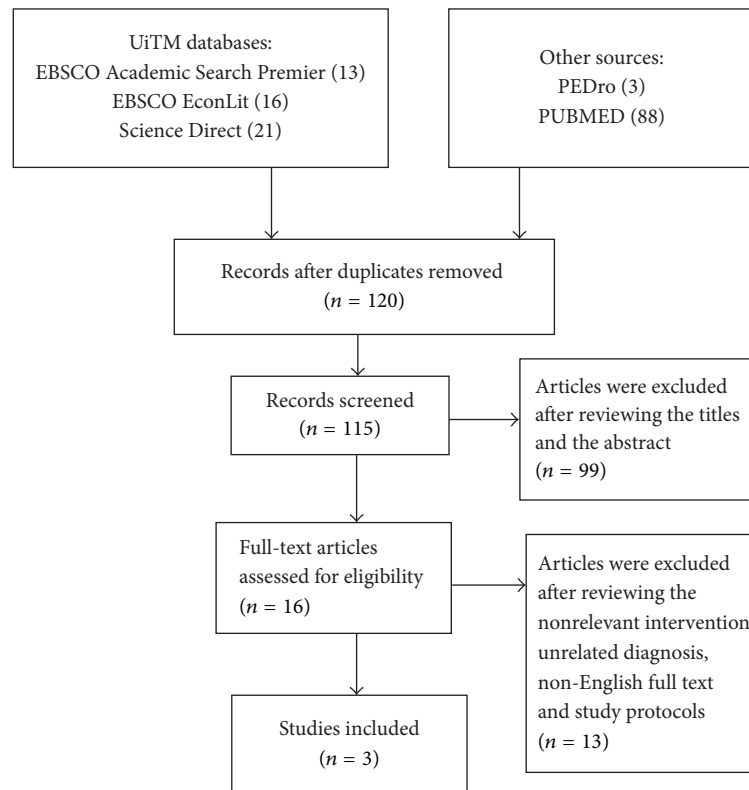 UiTM databases:
EBSCO Academic Search Premier (13)
EBSCO EconLit (16)
Science Direct (21)
Other sources:
PEDro (3)
PUBMED (88)
Records after duplicates removed
(n = 120)
Records screened
(n = 115)
Articles were excluded
after reviewing the titles
and the abstract
(n = 99)
Full-text articles
assessed for eligibility
(n = 16)
Articles were excluded
after reviewing the
nonrelevant intervention,
unrelated diagnosis,
non-English full text
and study protocols
(n = 13)
Studies included
(n = 3)